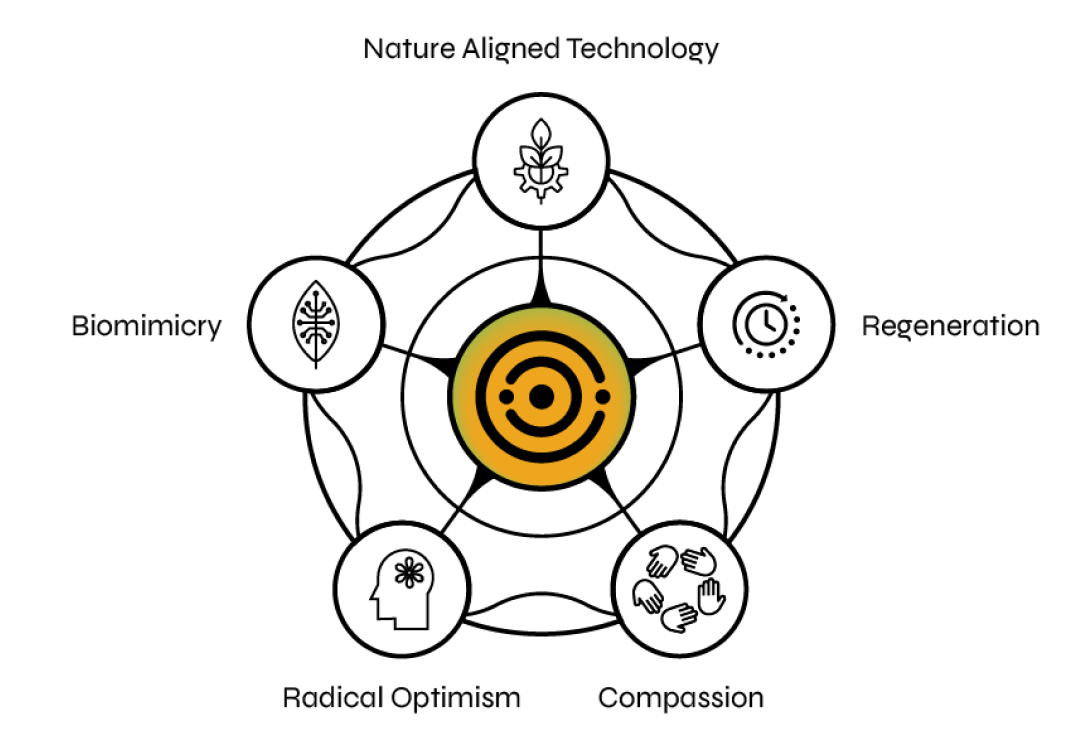 Nature Aligned Technology
Biomimicry
Regeneration
Radical Optimism
Compassion